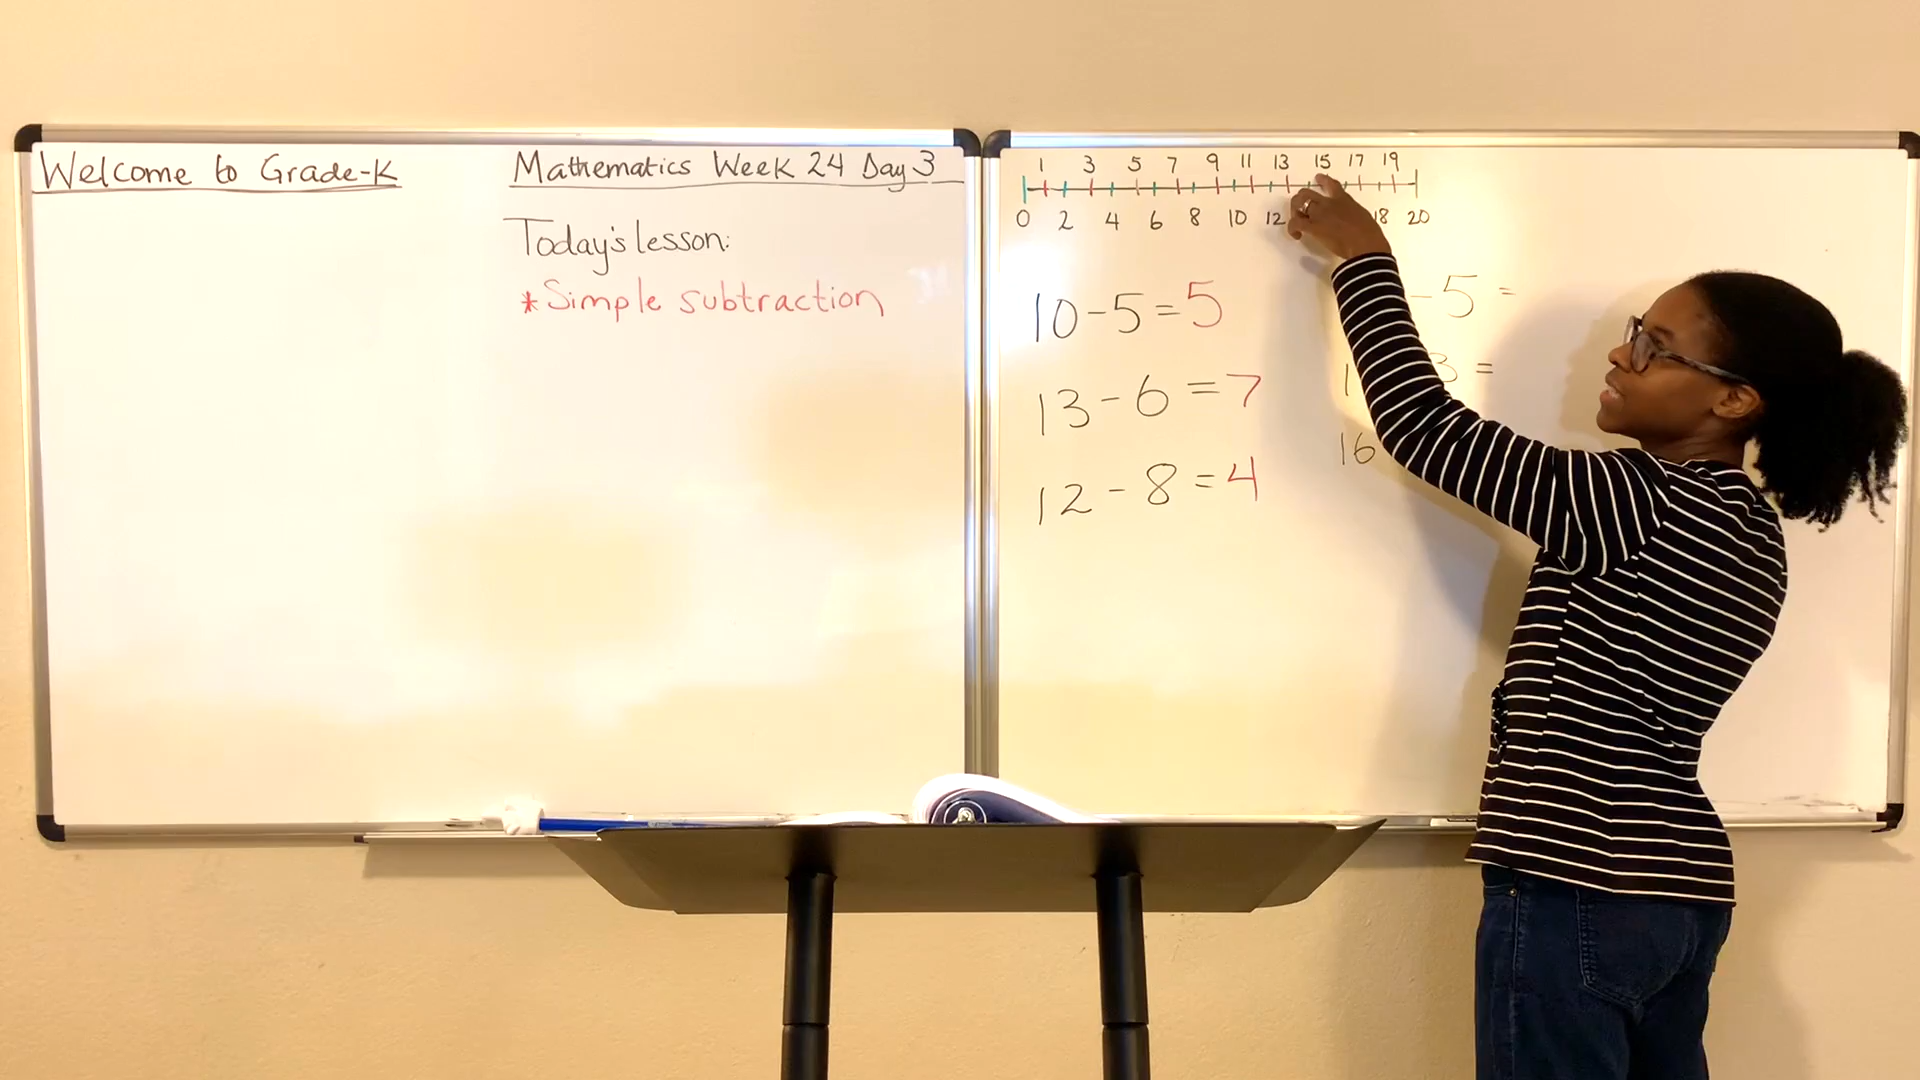 Welcome to Grade-K
Mathematics Week 24 Day 3
Today's lesson:
*Simple subtraction
1 3 5 7 9 11 13 15 17 19
0 2 4 6 8 10 12 18 20
10-5=5
13-6=7
12-8=4
-5=
3=
16